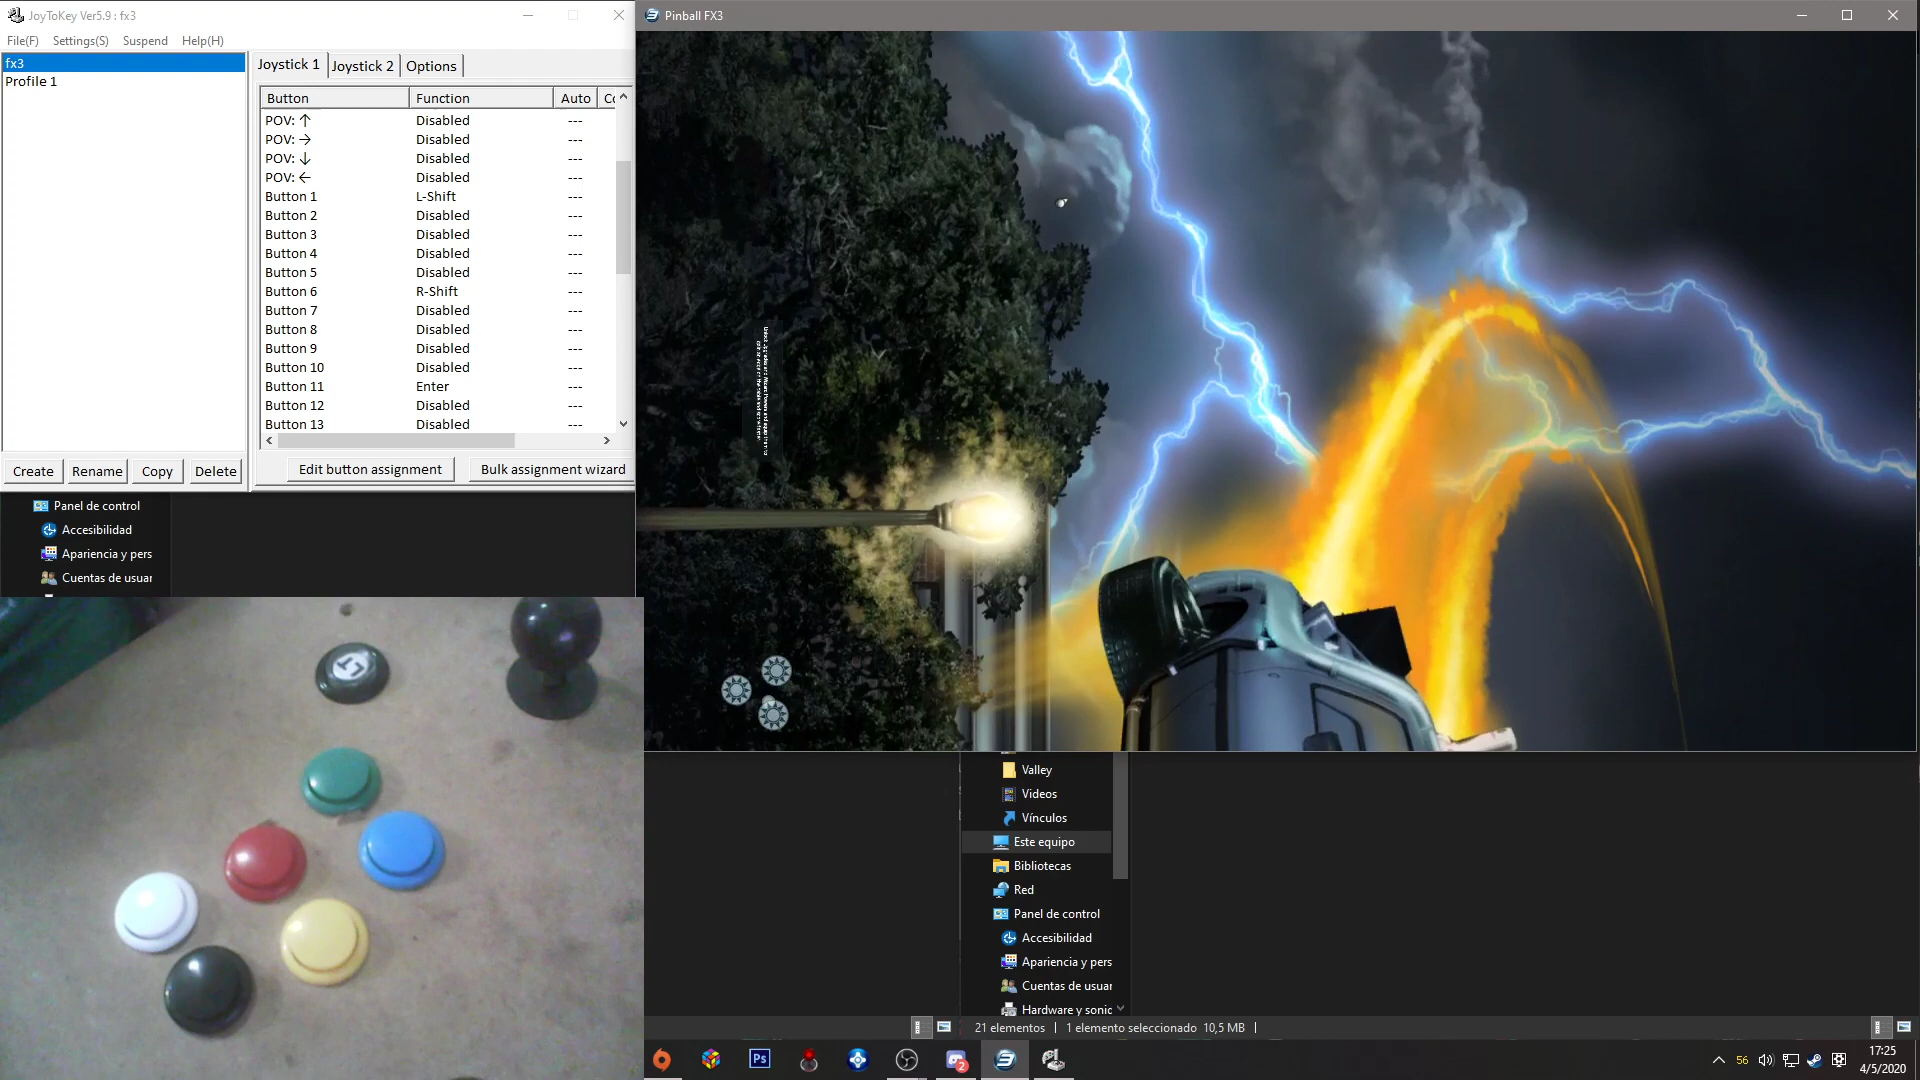 JoyToKey Ver5.9 : fx3
File(F) Settings(S) Suspend Help(H)
fx3
Profile 1
Joystick 1 Joystick 2 Options
Button Function Auto
POV: ↑ Disabled ---
POV: → Disabled ---
POV: ↓ Disabled ---
POV: ← Disabled ---
Button 1 L-Shift ---
Button 2 Disabled ---
Button 3 Disabled ---
Button 4 Disabled ---
Button 5 Disabled ---
Button 6 R-Shift ---
Button 7 Disabled ---
Button 8 Disabled ---
Button 9 Disabled ---
Button 10 Disabled ---
Button 11 Enter ---
Button 12 Disabled ---
Button 13 Disabled ---
Create Rename Copy Delete
Edit button assignment Bulk assignment wizard
Panel de control
Accesibilidad
Apariencia y pers
Cuentas de usuar
Pinball FX3
Valley
Videos
Vínculos
Este equipo
Bibliotecas
Red
Panel de control
Accesibilidad
Apariencia y pers
Cuentas de usuar
Hardware y sonic
21 elementos 1 elemento seleccionado 10,5 MB
Ps
2
56
17:25
4/5/2020